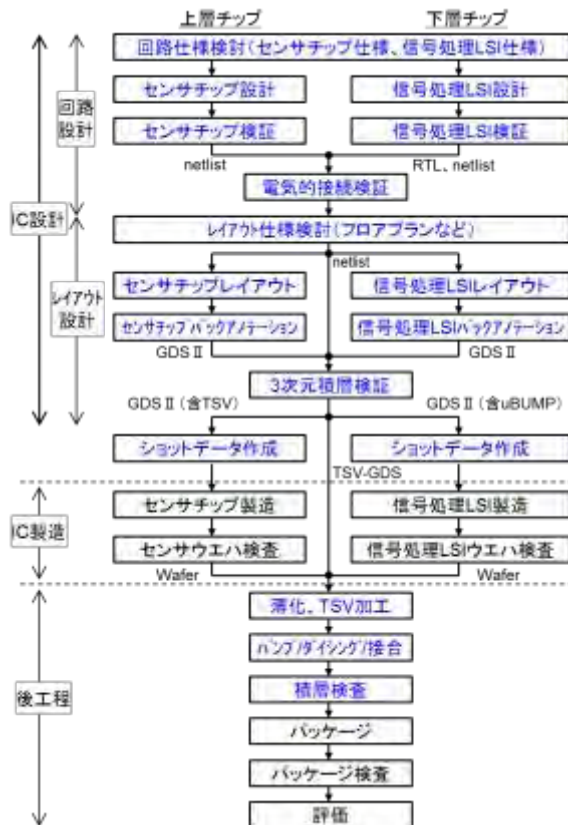 上層チップ 下層チップ
回路仕様検討(センサチップ仕様、信号処理LSI仕様)
センサチップ設計 信号処理LSI設計
回路
設計
センサチップ検証 信号処理LSI検証
netlist RTL、netlist
電気的接続検証
IC設計
レイアウト仕様検討(フロアプランなど)
netlist
センサチップレイアウト 信号処理LSIレイアウト
レイアウト
設計
センサチップバックアノテーション 信号処理LSIバックアノテーション
GDSⅡ GDSⅡ
3次元積層検証
GDSⅡ(含TSV) GDSⅡ(含uBUMP)
ショットデータ作成 ショットデータ作成
TSV-GDS
センサチップ製造 信号処理LSI製造
IC製造
センサウエハ検査 信号処理LSIウエハ検査
Wafer Wafer
薄化、TSV加工
バンプ/ダイシング/接合
積層検査
後工程
パッケージ
パッケージ検査
評価